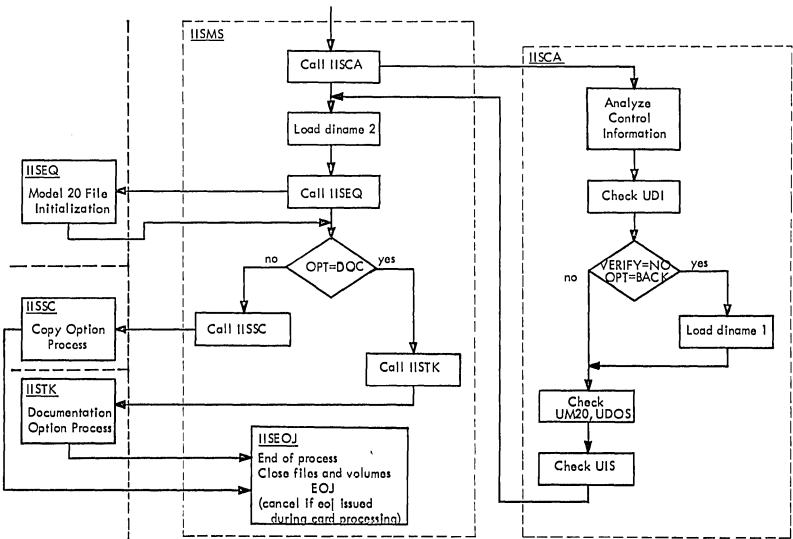 IISMS
Call IISCA
Load diname 2
IISEQ
Model 20 File
Initialization
Call IISEQ
OPT=DOC
no
yes
IISSC
Copy Option
Process
Call IISSC
Call IISTK
IISTK
Documentation
Option Process
IISEOJ
End of process
Close files and volumes
EOJ
(cancel if eoj issued
during card processing)
IISCA
Analyze
Control
Information
Check UDI
VERIFY=NO
OPT=BACK
no
yes
Load diname 1
Check
UM20,UDOS
Check UIS